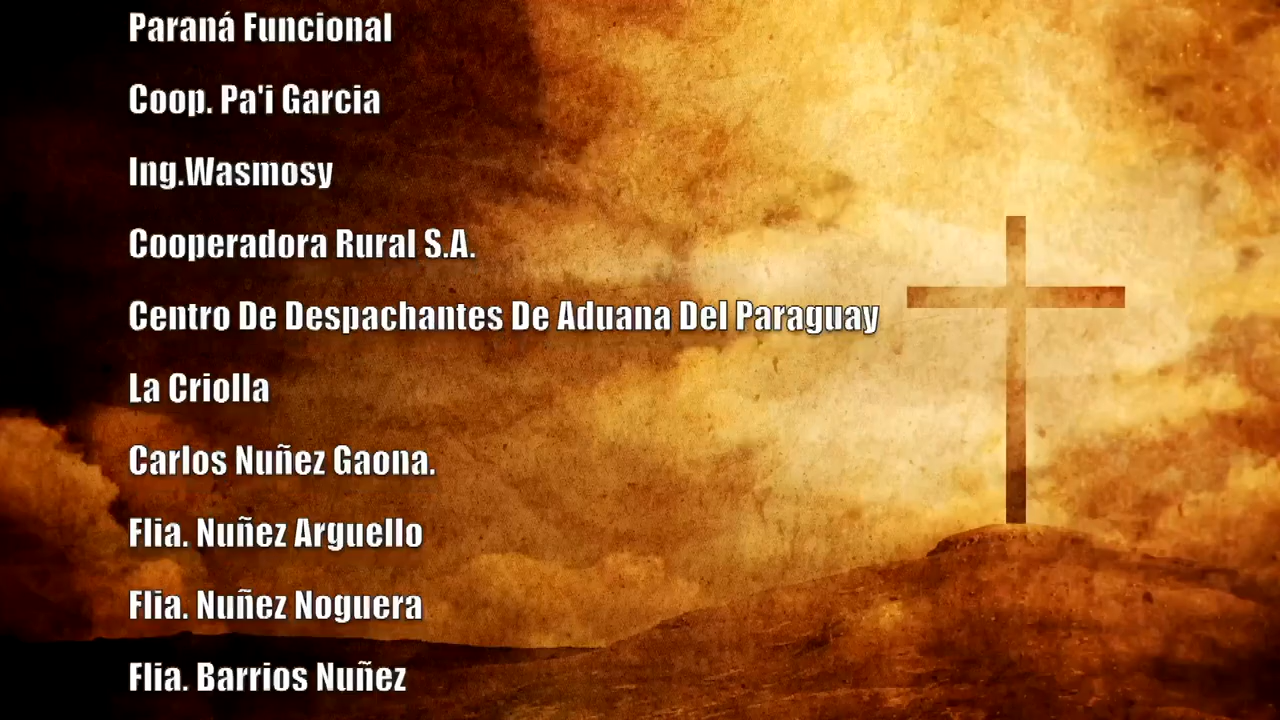 Paraná Funcional
Coop. Pa'i Garcia
Ing.Wasmosy
Cooperadora Rural S.A.
Centro De Despachantes De Aduana Del Paraguay
La Criolla
Carlos Nuñez Gaona.
Flia. Nuñez Arguello
Flia. Nuñez Noguera
Flia. Barrios Nuñez